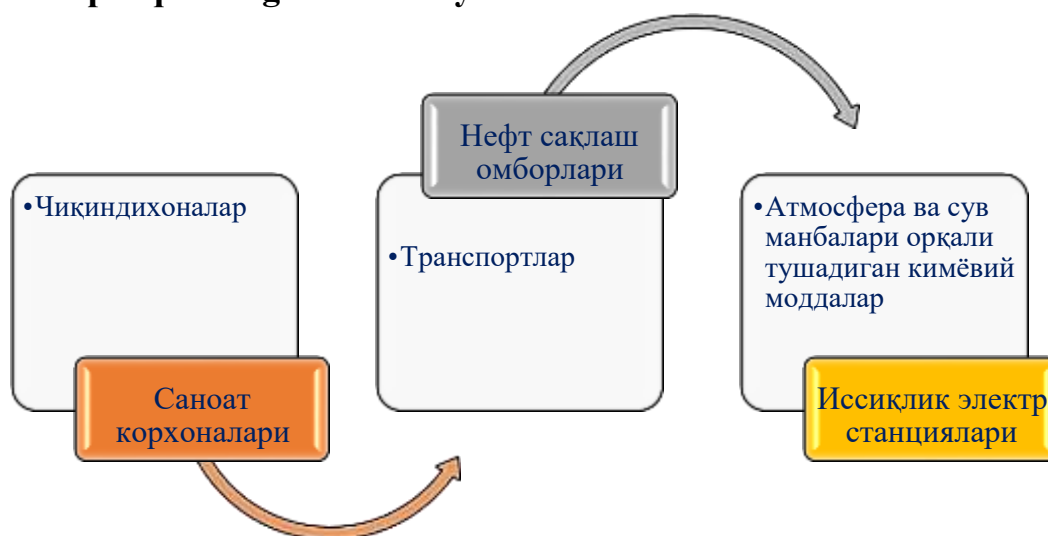 •Чиқиндихоналар
Саноат
корхоналари
Нефт сақлаш
омборлари
•Транспортлар
•Атмосфера ва сув
манбалари орқали
тушадиган кимёвий
моддалар
Иссиқлик электр
станциялари